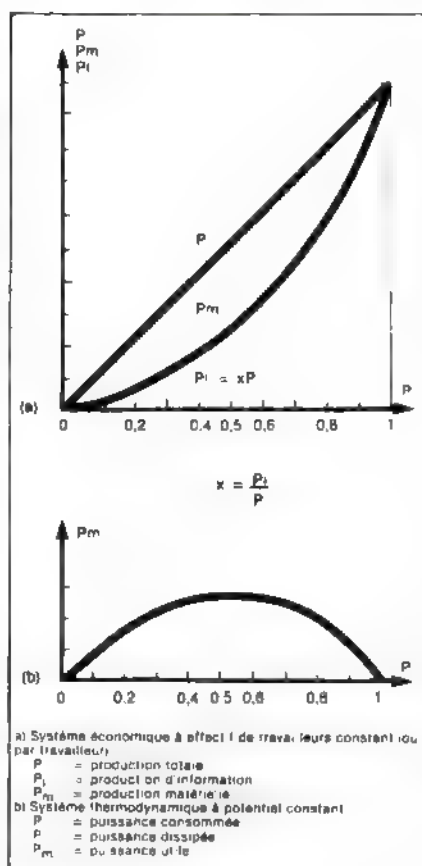 P
Pm
Pi
P
Pm
Pi = xP
P
(a)
0 0,2 0,4 0,5 0,6 0,8 1
x = Pi/P
Pm
P
(b)
0 0,2 0,4 0,5 0,6 0,8 1
a) Système économique à effectif de travailleurs constant (ou
par travailleur)
P = production totale
Pi = production d'information
Pm = production matérielle
b) Système thermodynamique à potentiel constant
P = puissance consommée
P = puissance dissipée
Pm = puissance utile